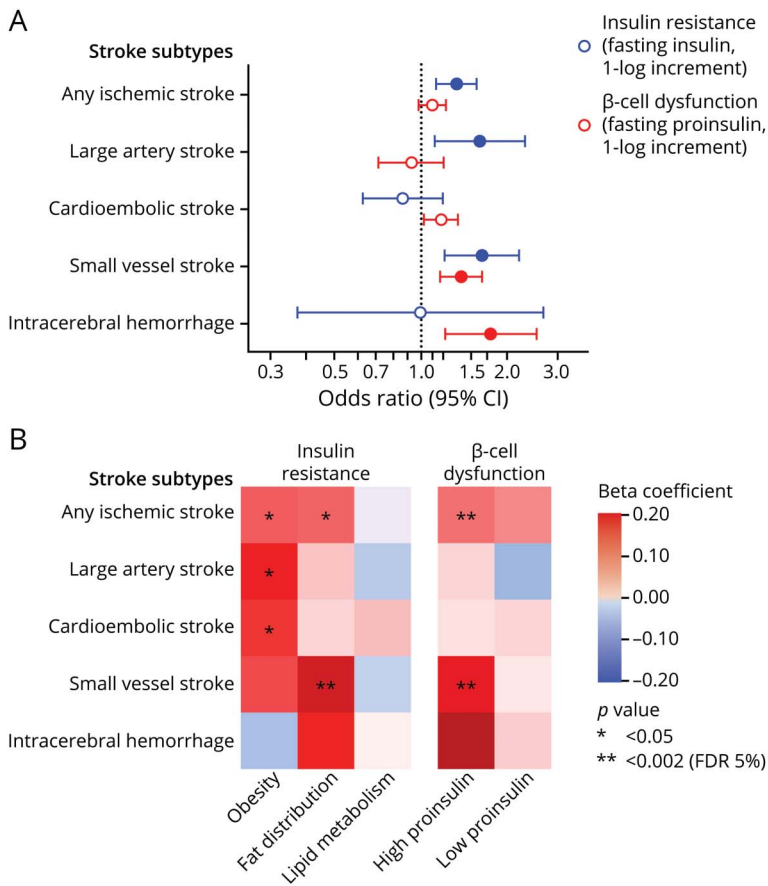 A
Stroke subtypes
Any ischemic stroke
Large artery stroke
Cardioembolic stroke
Small vessel stroke
Intracerebral hemorrhage
0.3 0.5 0.7 1.0 1.5 2.0 3.0
Odds ratio (95% CI)
Insulin resistance
(fasting insulin,
1-log increment)
β-cell dysfunction
(fasting proinsulin,
1-log increment)
B
Stroke subtypes
Insulin
resistance
β-cell
dysfunction
Any ischemic stroke * * **
Large artery stroke *
Cardioembolic stroke *
Small vessel stroke ** **
Intracerebral hemorrhage
Obesity
Fat distribution
Lipid metabolism
High proinsulin
Low proinsulin
Beta coefficient
0.20
0.10
0.00
−0.10
−0.20
p value
* <0.05
** <0.002 (FDR 5%)